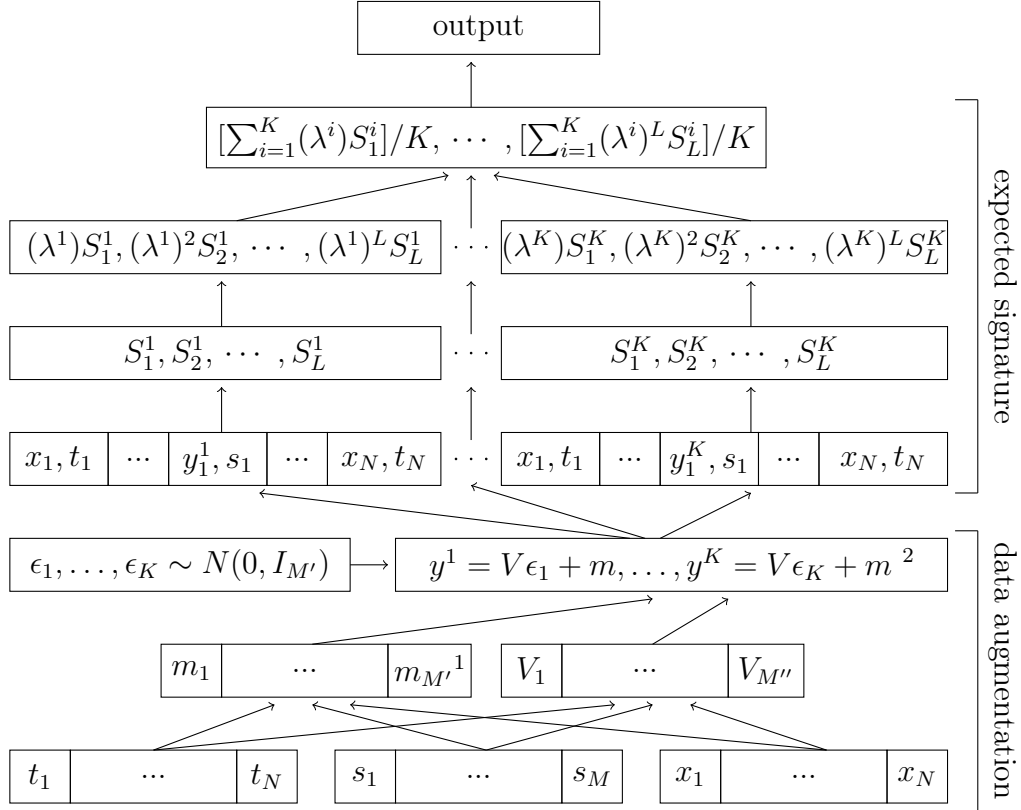 output
[∑_{i=1}^{K}(λ^i)S_1^i]/K, ⋯ , [∑_{i=1}^{K}(λ^i)^L S_L^i]/K
(λ^1)S_1^1, (λ^1)^2 S_2^1, ⋯ , (λ^1)^L S_L^1 ⋯ (λ^K)S_1^K, (λ^K)^2 S_2^K, ⋯ , (λ^K)^L S_L^K
S_1^1, S_2^1, ⋯ , S_L^1 ⋯ S_1^K, S_2^K, ⋯ , S_L^K
x_1, t_1 ... y_1^1, s_1 ... x_N, t_N ⋯ x_1, t_1 ... y_1^K, s_1 ... x_N, t_N
expected signature
ϵ_1, …, ϵ_K ∼ N(0, I_{M′}) y^1 = Vϵ_1 + m, …, y^K = Vϵ_K + m ^2
m_1 ... m_{M′}^1 V_1 ... V_{M″}
t_1 ... t_N s_1 ... s_M x_1 ... x_N
data augmentation